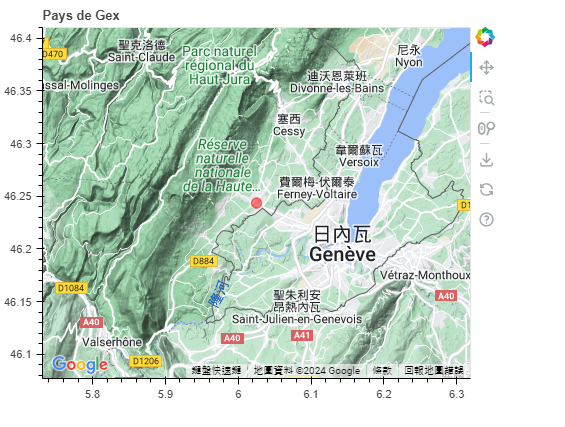 Pays de Gex
46.4
46.35
46.3
46.25
46.2
46.15
46.1
D470
聖克洛德
Saint-Claude
Parc naturel
régional du
Haut-Jura
尼永
Nyon
ssal-Molinges
迪沃恩萊班
Divonne-les-Bains
塞西
Cessy
Réserve
naturelle
nationale
de la Haute...
韋爾蘇瓦
Versoix
費爾梅-伏爾泰
Ferney-Voltaire
D1
日內瓦
Genève
D884
Vétraz-Monthoux
D1084
隆河
聖朱利安
昂熱內瓦
Saint-Julien-en-Genevois
A40
A40
A40
A41
Valserhône
D1206
Google
鍵盤快速鍵
地圖資料 ©2024 Google
條款
回報地圖錯誤
5.8
5.9
6
6.1
6.2
6.3